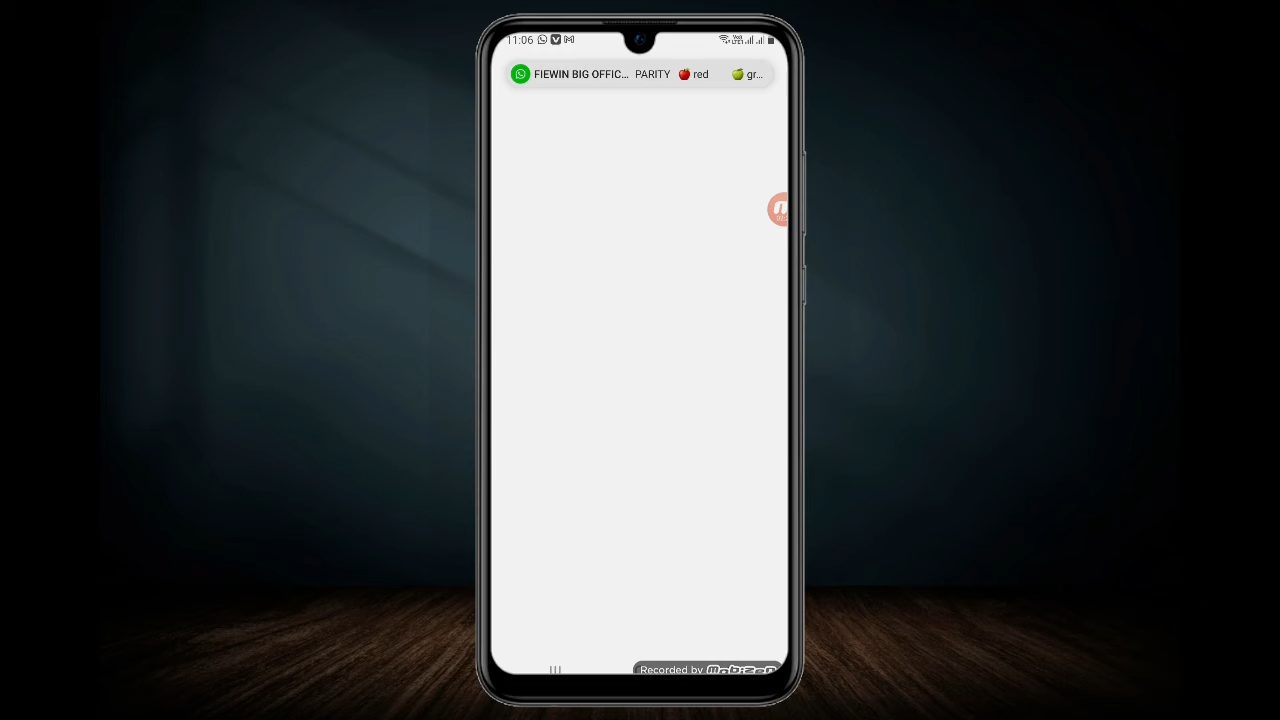 11:06
FIEWIN BIG OFFIC... PARITY 🍎 red 🍏 gr...
Recorded by mobizen